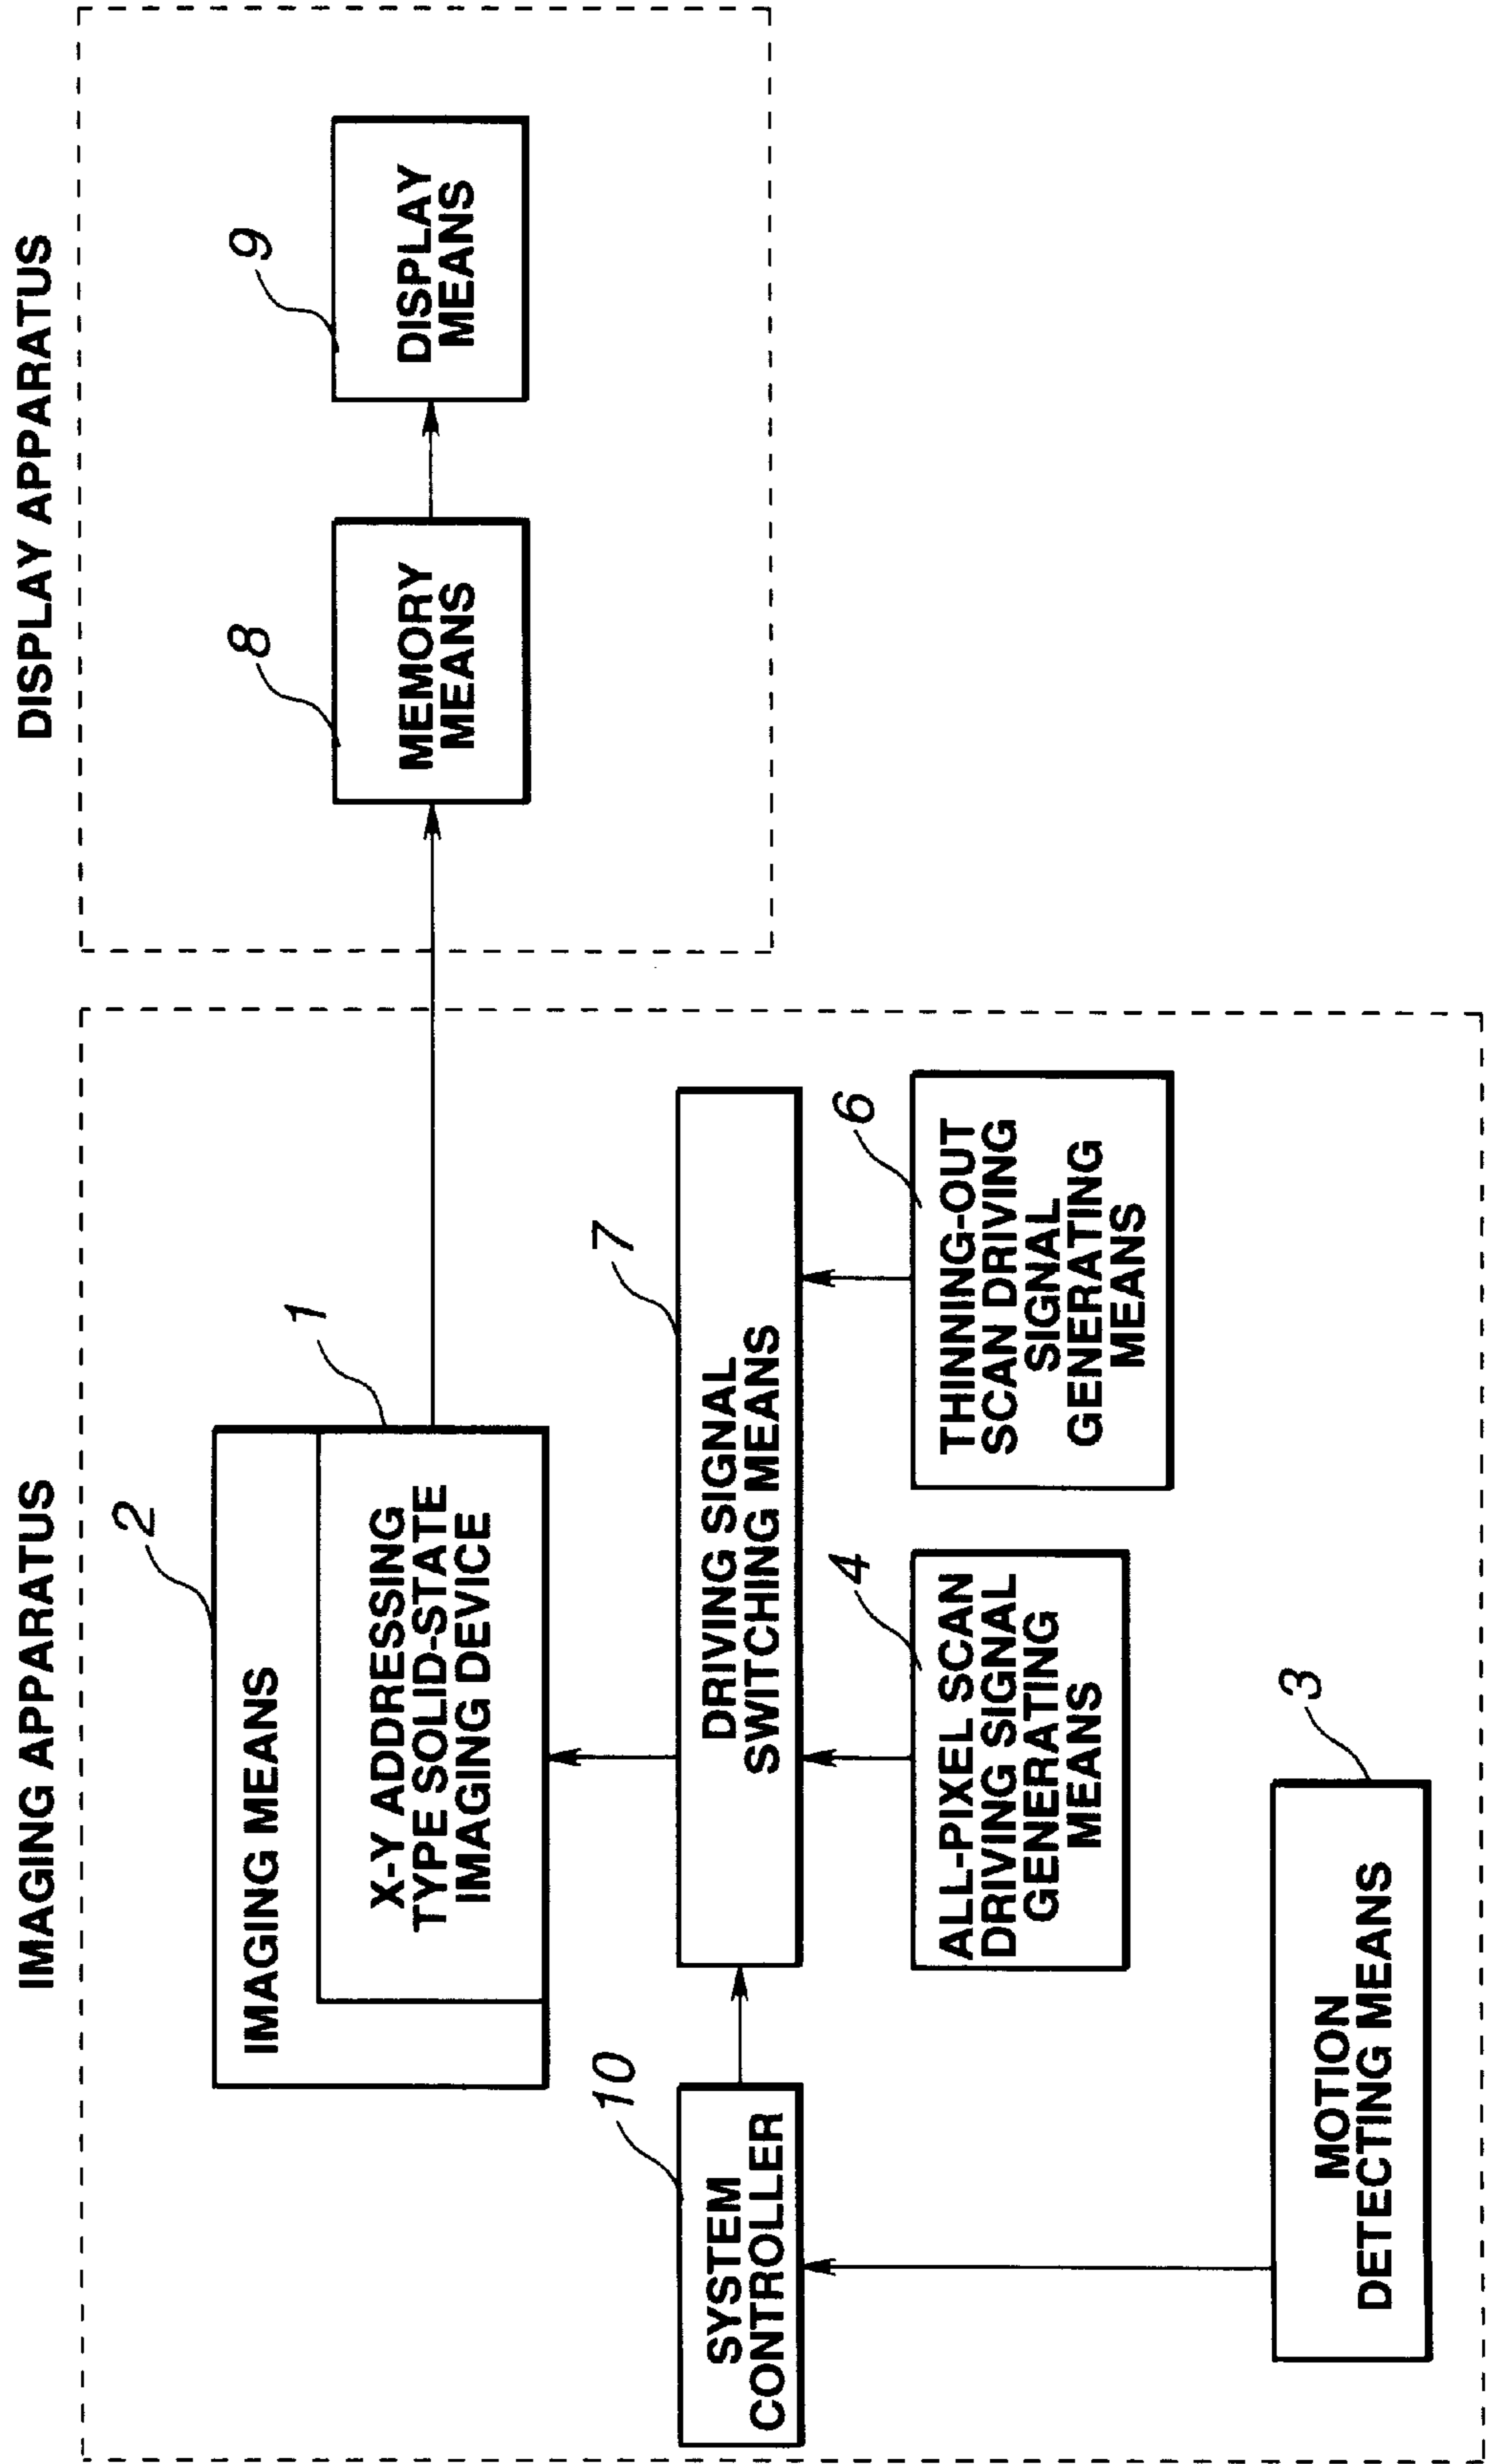 IMAGING APPARATUS
DISPLAY APPARATUS
2
IMAGING MEANS
1
X-Y ADDRESSING
TYPE SOLID-STATE
IMAGING DEVICE
8
MEMORY
MEANS
9
DISPLAY
MEANS
10
SYSTEM
CONTROLLER
7
DRIVING SIGNAL
SWITCHING MEANS
4
ALL-PIXEL SCAN
DRIVING SIGNAL
GENERATING
MEANS
6
THINNING-OUT
SCAN DRIVING
SIGNAL
GENERATING
MEANS
3
MOTION
DETECTING MEANS